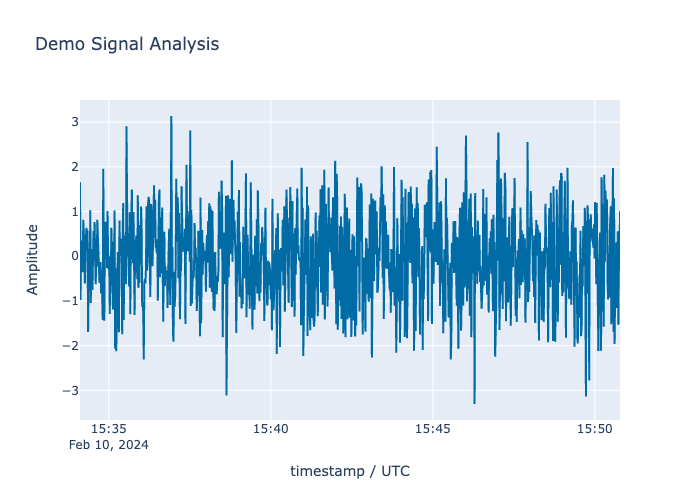 Demo Signal Analysis
3
2
1
0
−1
−2
−3
Amplitude
15:35
15:40
15:45
15:50
Feb 10, 2024
timestamp / UTC